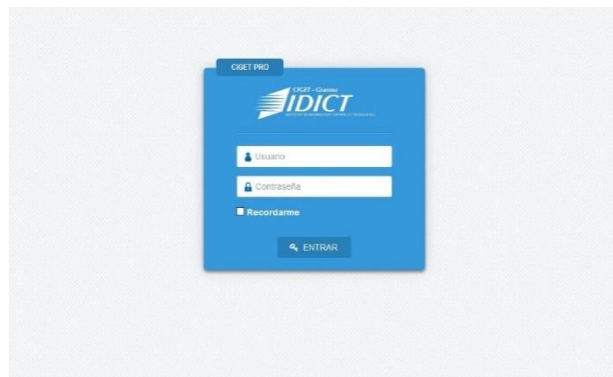 CIGET PRO
CIGET - Granma
IDICT
Usuario
Contraseña
Recordarme
ENTRAR